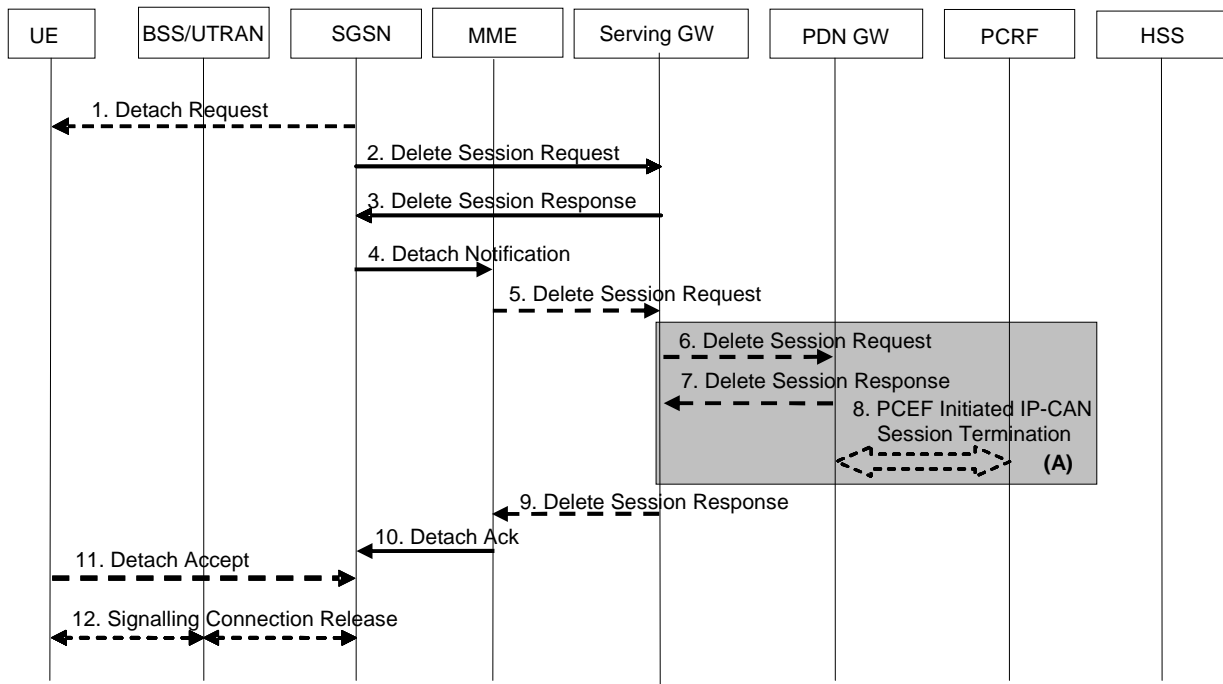 UE
BSS/UTRAN
SGSN
MME
Serving GW
PDN GW
PCRF
HSS
1. Detach Request
2. Delete Session Request
3. Delete Session Response
4. Detach Notification
5. Delete Session Request
6. Delete Session Request
7. Delete Session Response
8. PCEF Initiated IP-CAN
Session Termination
(A)
9. Delete Session Response
10. Detach Ack
11. Detach Accept
12. Signalling Connection Release